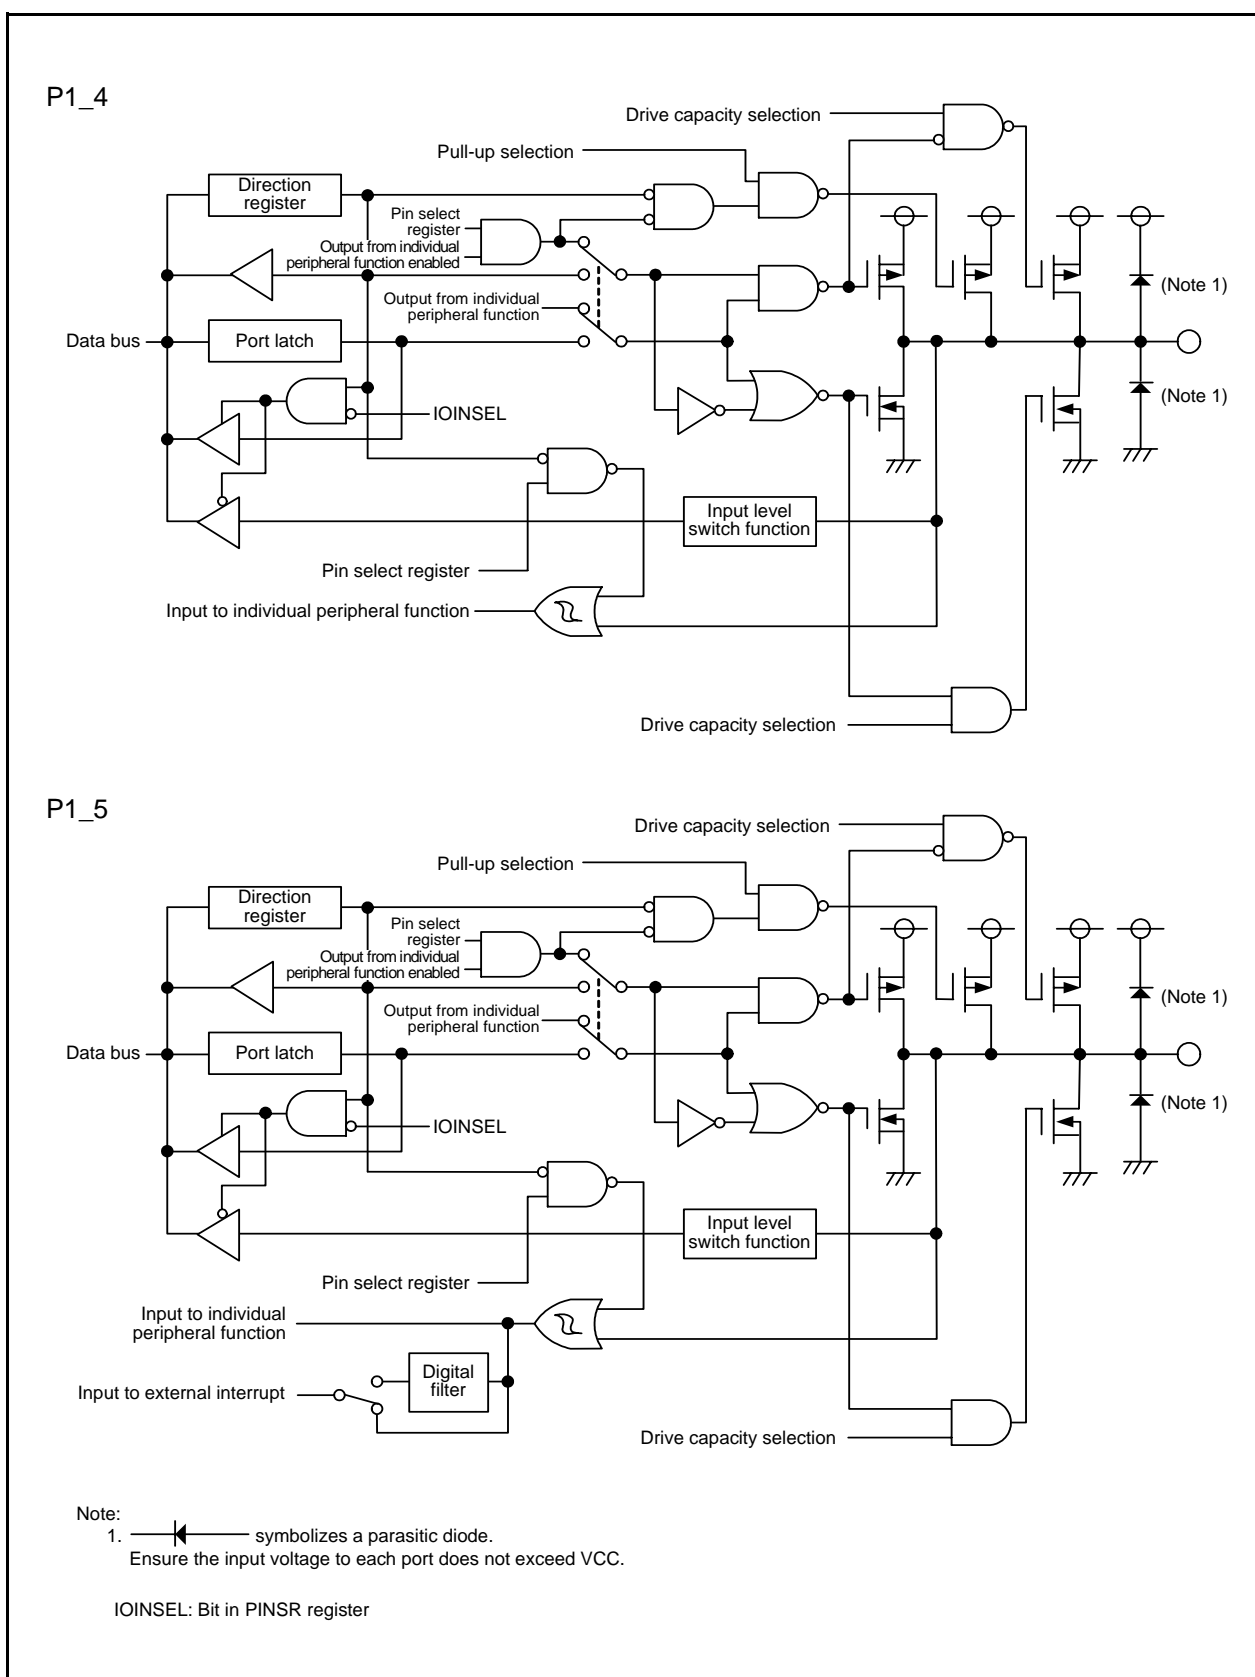 P1_4
Drive capacity selection
Pull-up selection
Direction
register
Pin select
register
Output from individual
peripheral function enabled
(Note 1)
Output from individual
peripheral function
Data bus
Port latch
(Note 1)
IOINSEL
Input level
switch function
Pin select register
Input to individual peripheral function
Drive capacity selection
P1_5
Drive capacity selection
Pull-up selection
Direction
register
Pin select
register
Output from individual
peripheral function enabled
(Note 1)
Output from individual
peripheral function
Data bus
Port latch
(Note 1)
IOINSEL
Input level
switch function
Pin select register
Input to individual
peripheral function
Digital
filter
Input to external interrupt
Drive capacity selection
Note:
1. symbolizes a parasitic diode.
Ensure the input voltage to each port does not exceed VCC.
IOINSEL: Bit in PINSR register